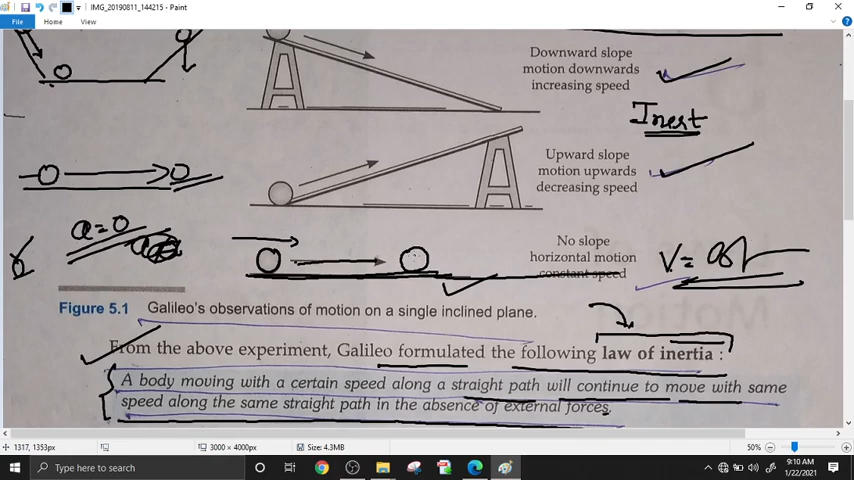 IMG_20190811_144215 - Paint
File
Home
View
Downward slope
motion downwards
increasing speed
Inert
Upward slope
motion upwards
decreasing speed
a=0
No slope
horizontal motion
constant speed
V=
Figure 5.1 Galileo's observations of motion on a single inclined plane.
From the above experiment, Galileo formulated the following law of inertia :
A body moving with a certain speed along a straight path will continue to move with same
speed along the same straight path in the absence of external forces.
1317, 1353px
3000 × 4000px
Size: 4.3MB
50%
Type here to search
9:10 AM
1/22/2021